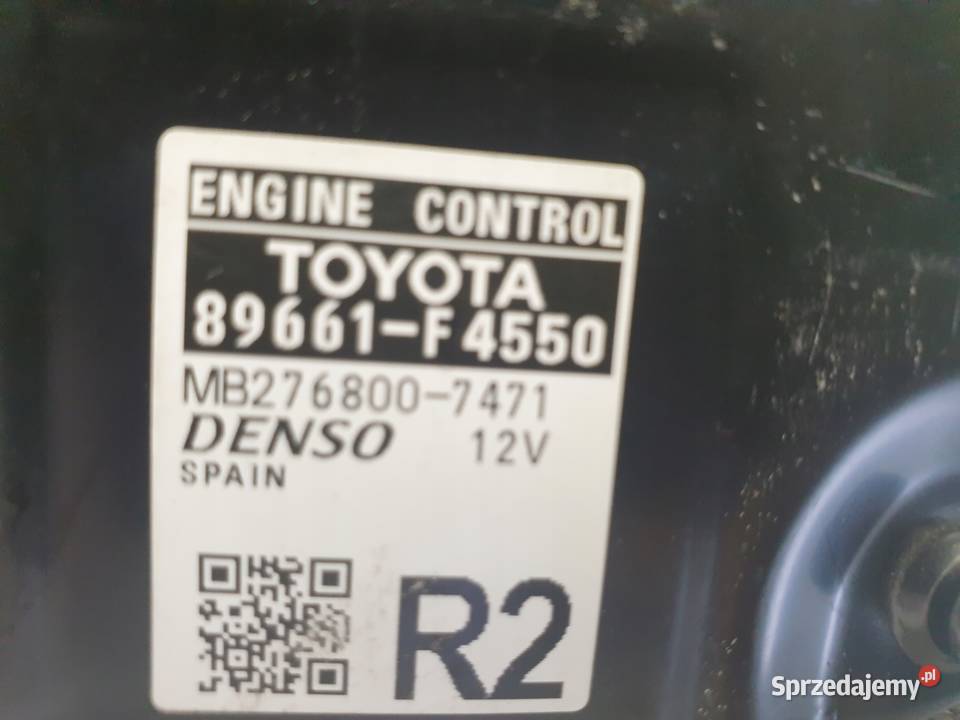 ENGINE CONTROL
TOYOTA
89661-F4550
MB276800-7471
DENSO 12V
SPAIN
R2
Sprzedajemy.pl